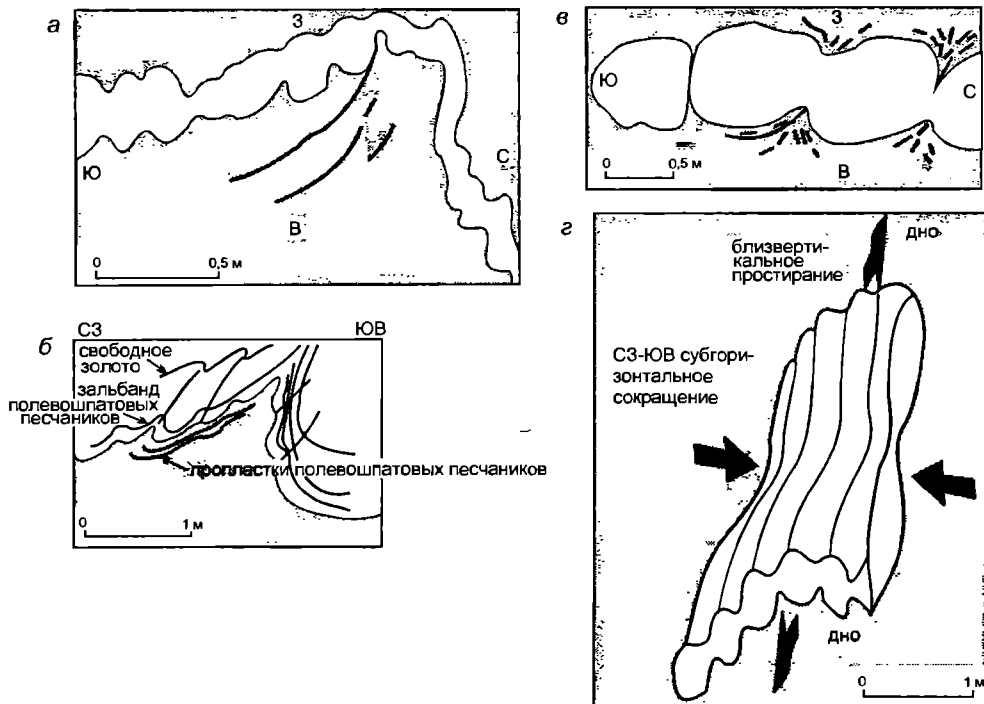 а
З
Ю
С
В
0
0,5 м
б
СЗ
ЮВ
свободное
золото
зальбанд
полевошпатовых
песчаников
пропластки полевошпатовых песчаников
0
1 м
в
З
Ю
С
0
0,5 м
В
г
дно
близверти-
кальное
простирание
СЗ-ЮВ субгори-
зонтальное
сокращение
дно
0
1 м